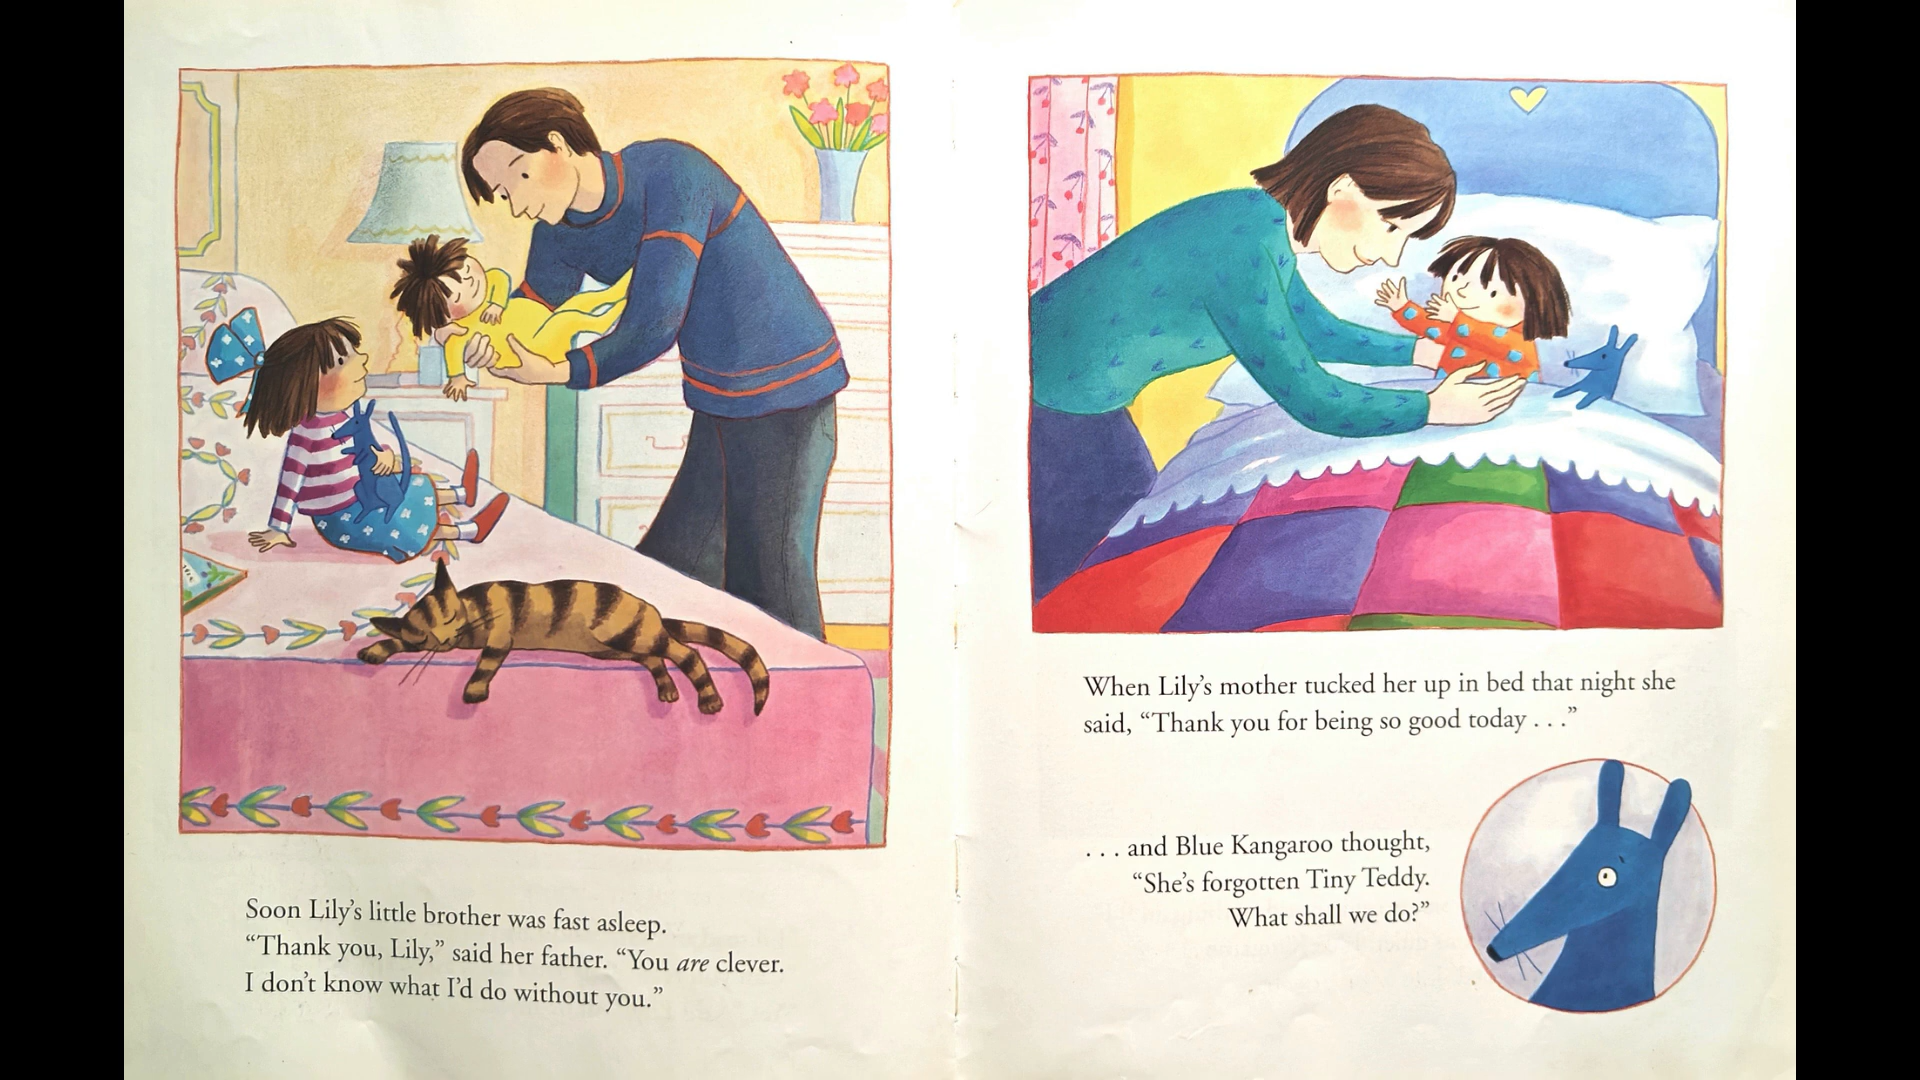 Soon Lily's little brother was fast asleep.
“Thank you, Lily,” said her father. “You are clever.
I don't know what I'd do without you.”
When Lily's mother tucked her up in bed that night she
said, “Thank you for being so good today . . .”
. . . and Blue Kangaroo thought,
“She's forgotten Tiny Teddy.
What shall we do?”